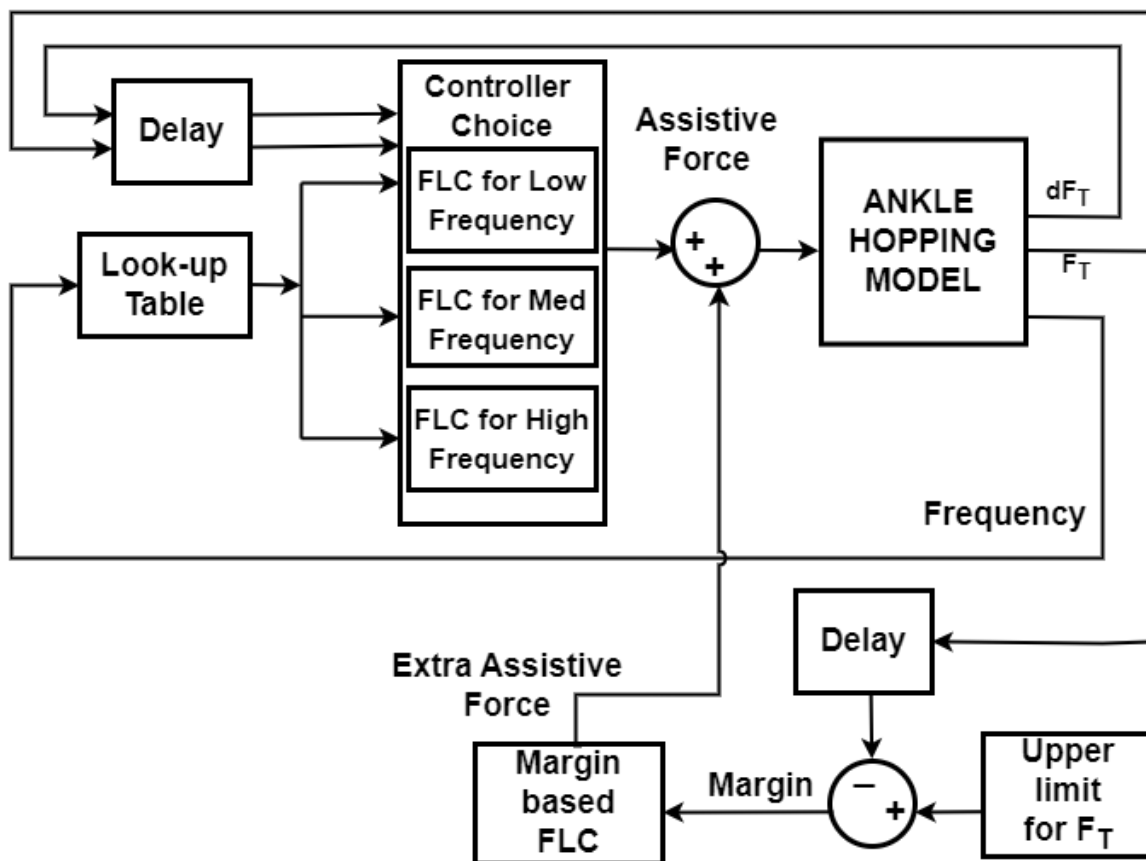 Delay
Look-up
Table
Controller
Choice
FLC for Low
Frequency
FLC for Med
Frequency
FLC for High
Frequency
Assistive
Force
+
+
ANKLE
HOPPING
MODEL
dF_T
F_T
Frequency
Delay
Extra Assistive
Force
Margin
based
FLC
Margin
−
+
Upper
limit
for F_T